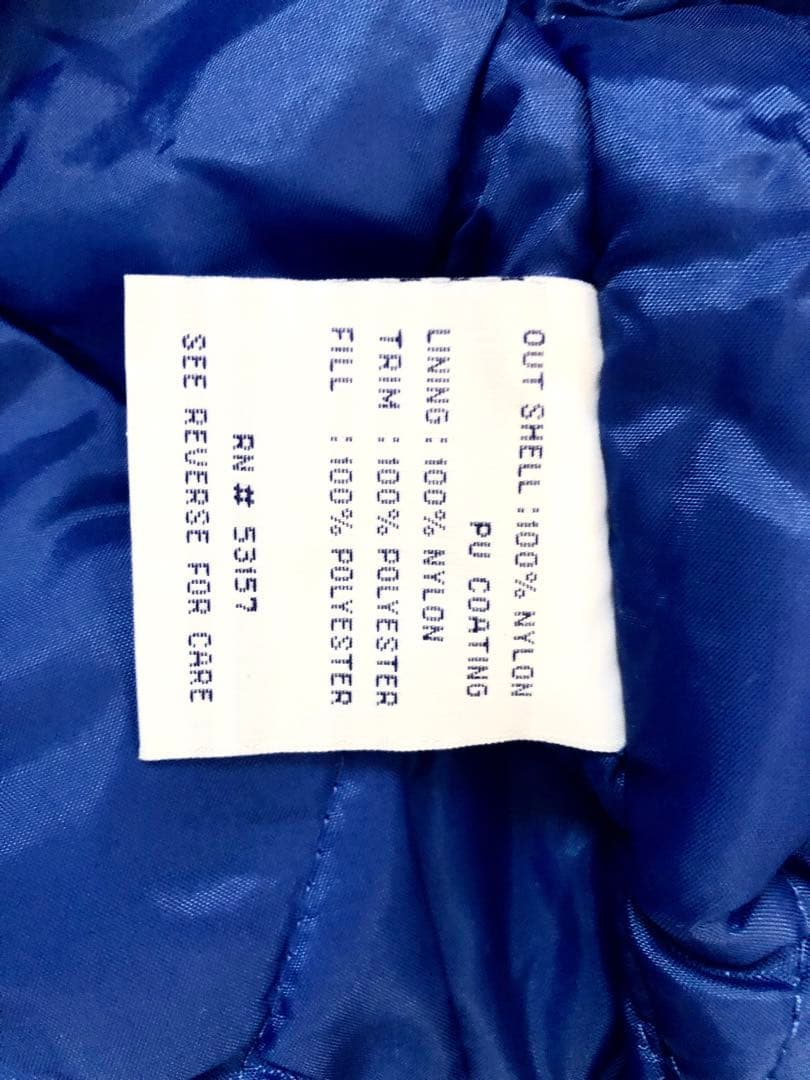 OUT SHELL :100% NYLON
PU COATING
LINING : 100% NYLON
TRIM : 100% POLYESTER
FILL : 100% POLYESTER
RN # 53157
SEE REVERSE FOR CARE